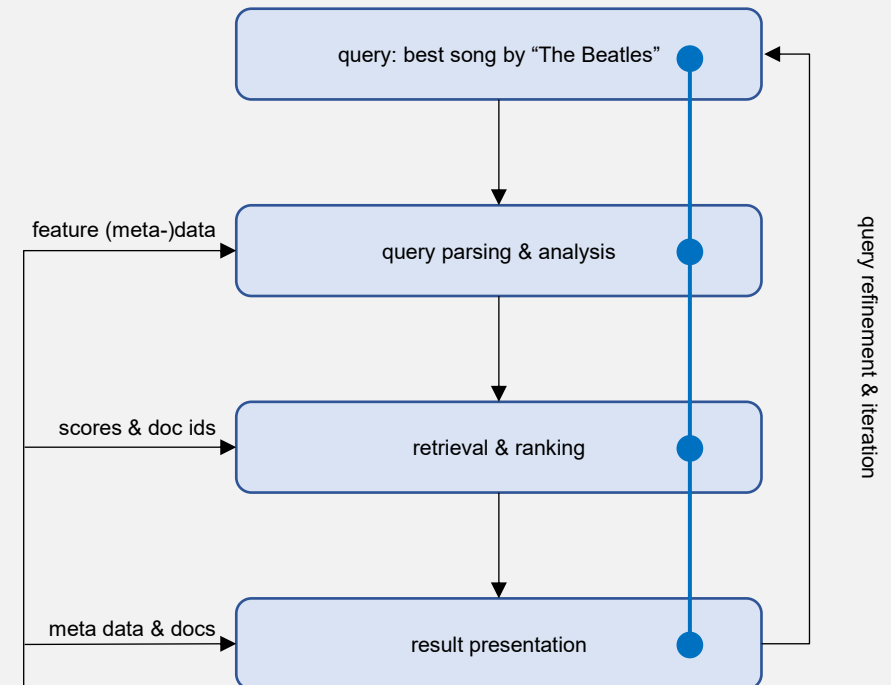 query: best song by “The Beatles”
feature (meta-)data
query parsing & analysis
query refinement & iteration
scores & doc ids
retrieval & ranking
meta data & docs
result presentation